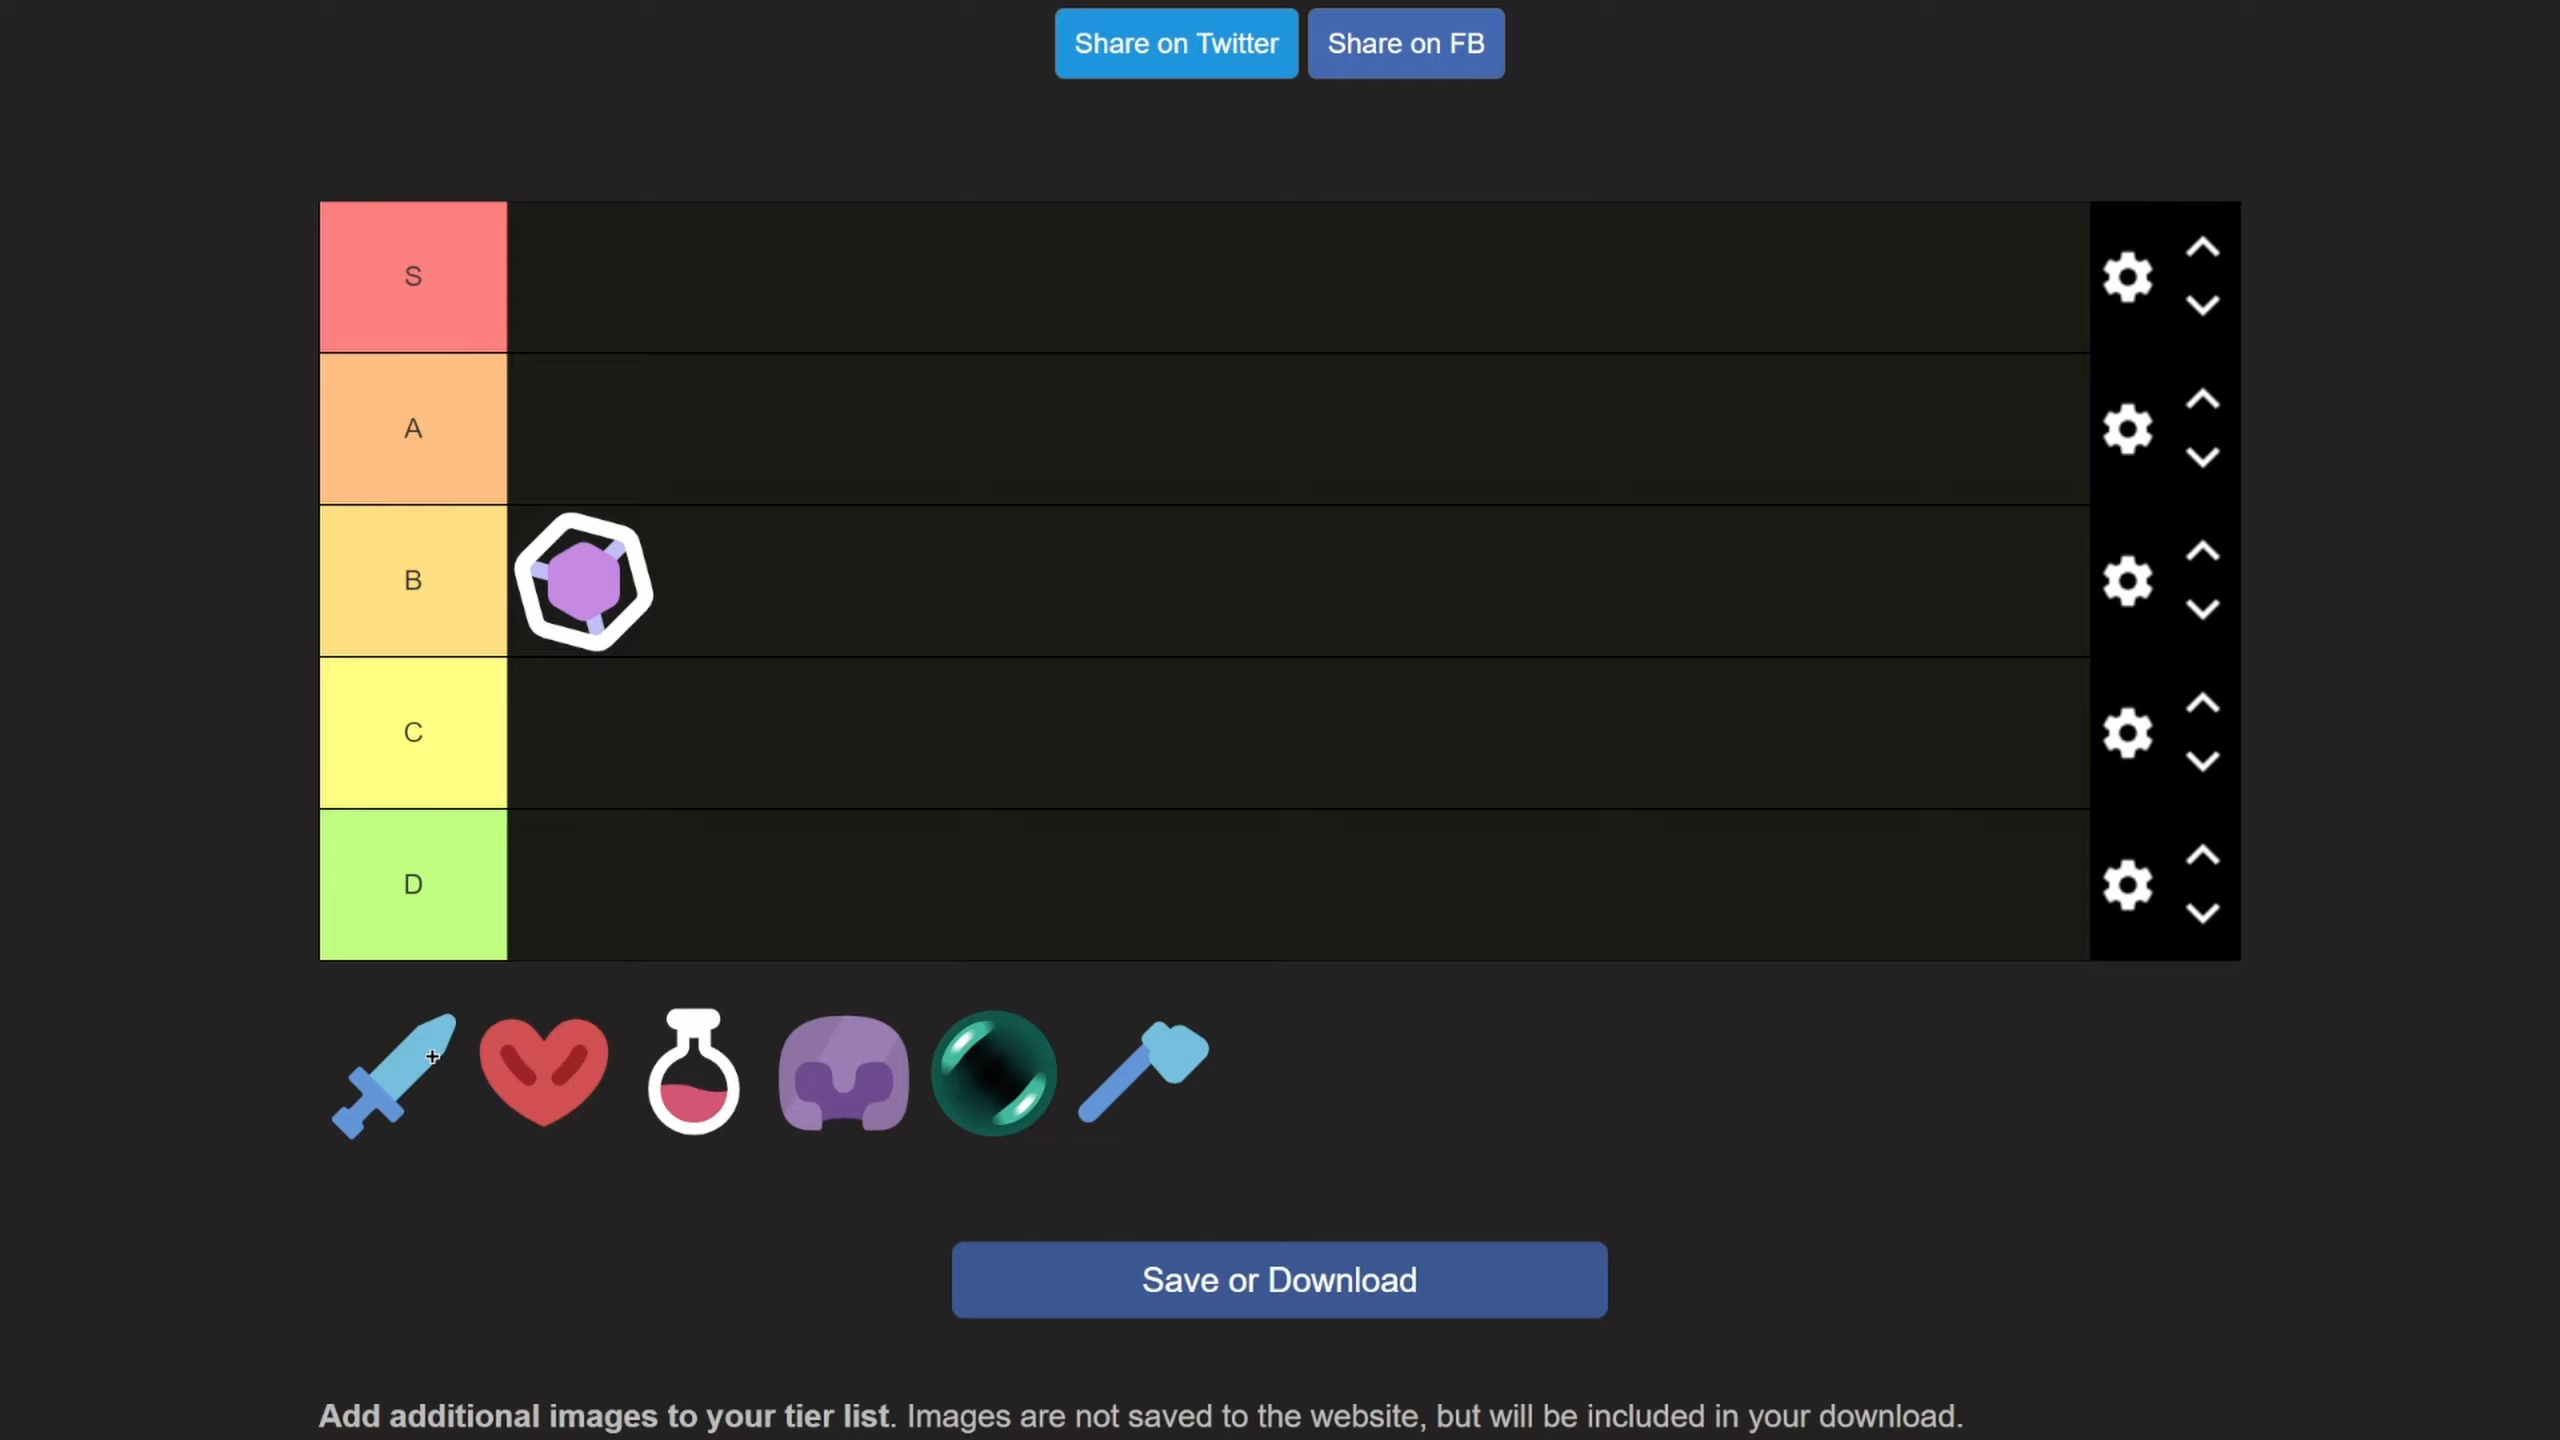 Share on Twitter
Share on FB
S
A
B
C
D
Save or Download
Add additional images to your tier list. Images are not saved to the website, but will be included in your download.